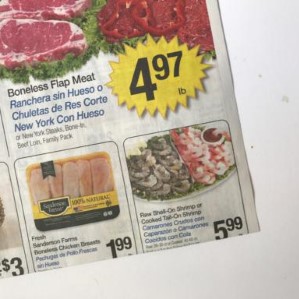 Boneless Flap Meat
Ranchera sin Hueso o
Chuletas de Res Corte
New York Con Hueso
or New York Steaks, Bone-In,
Beef Loin, Family Pack
4.97
lb
Sanderson
Farms
100% NATURAL
Fresh
Sanderson Farms
Boneless Chicken Breasts
Pechugas de Pollo Frescas
sin Hueso
1.99
$3
Raw Shell-On Shrimp or
Cooked Tail-On Shrimp
Camarones Crudos con
Caparazón o Camarones
Cocidos con Cola
5.99